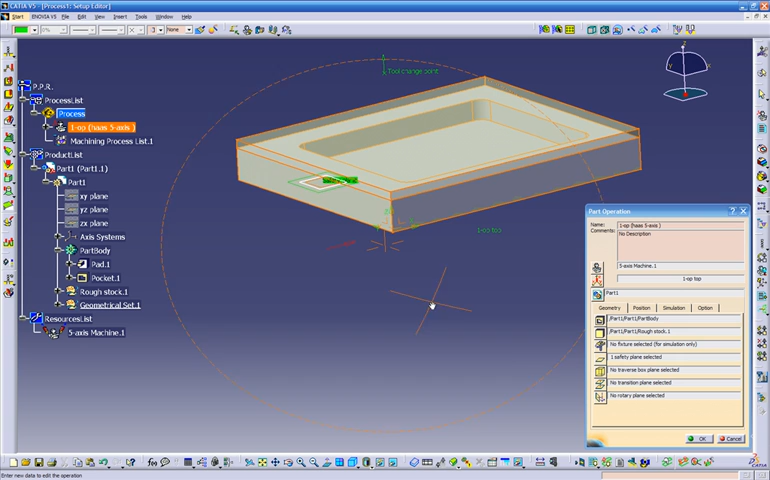 CATIA V5 - [Process1: Setup Editor]
Start ENOVIA V5 File Edit View Insert Tools Window Help
3 None
P.P.R.
ProcessList
Process
1-op (haas 5-axis )
Machining Process List.1
ProductList
Part1 (Part1.1)
Part1
xy plane
yz plane
zx plane
Axis Systems
PartBody
Pad.1
Pocket.1
Rough stock.1
Geometrical Set.1
ResourcesList
5-axis Machine.1
Tool change point
1-op top
Part Operation
Name: 1-op (haas 5-axis )
Comments: No Description
5-axis Machine.1
1-op top
Part1
Geometry Position Simulation Option
/Part1/Part1/PartBody
/Part1/Part1/Rough stock.1
No fixture selected (for simulation only)
1 safety plane selected
No traverse box plane selected
No transition plane selected
No rotary plane selected
OK Cancel
CATIA
Enter new data to edit the operation